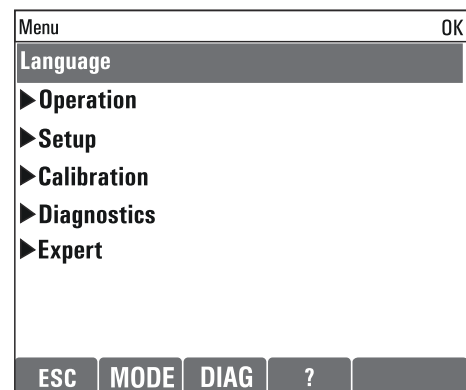 Menu OK
Language
▶Operation
▶Setup
▶Calibration
▶Diagnostics
▶Expert
ESC MODE DIAG ?